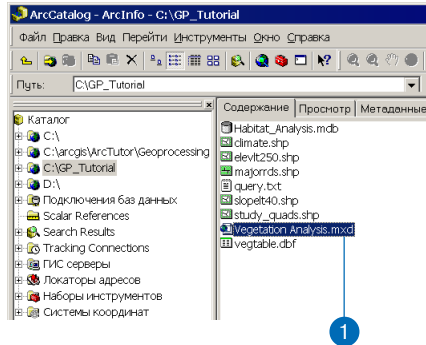 ArcCatalog - ArcInfo - C:\GP_Tutorial
Файл Правка Вид Перейти Инструменты Окно Справка
Путь: C:\GP_Tutorial
Содержание Просмотр Метаданные
Каталог
C:\
C:\arcgis\ArcTutor\Geoprocessing
C:\GP_Tutorial
D:\
Подключения баз данных
Scalar References
Search Results
Tracking Connections
ГИС серверы
Локаторы адресов
Наборы инструментов
Системы координат
Habitat_Analysis.mdb
climate.shp
elevlt250.shp
majorrds.shp
query.txt
slopelt40.shp
study_quads.shp
Vegetation Analysis.mxd
vegtable.dbf
1